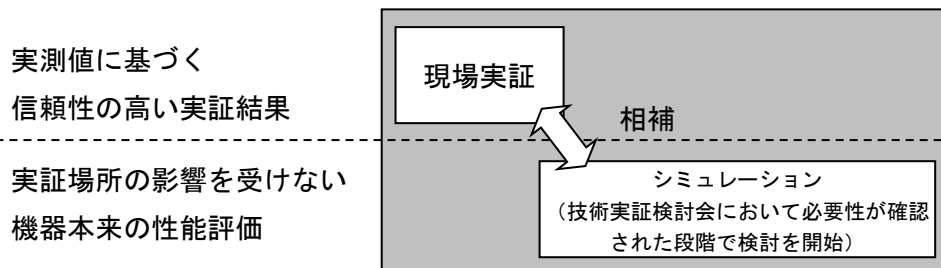 実測値に基づく
信頼性の高い実証結果
現場実証
相補
実証場所の影響を受けない
機器本来の性能評価
シミュレーション
（技術実証検討会において必要性が確認
された段階で検討を開始）